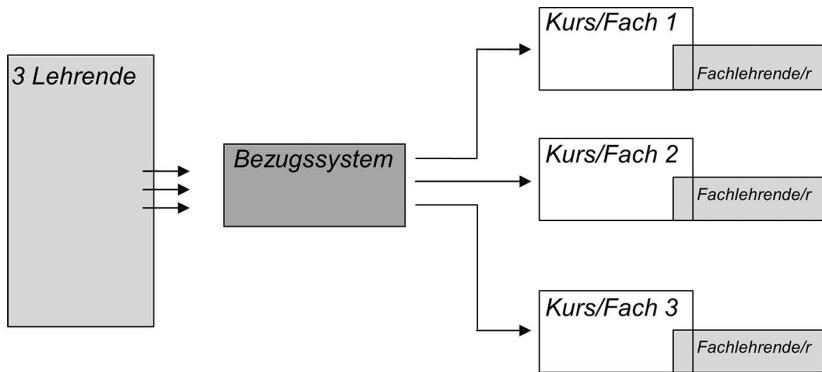 3 Lehrende
Bezugssystem
Kurs/Fach 1
Fachlehrende/r
Kurs/Fach 2
Fachlehrende/r
Kurs/Fach 3
Fachlehrende/r